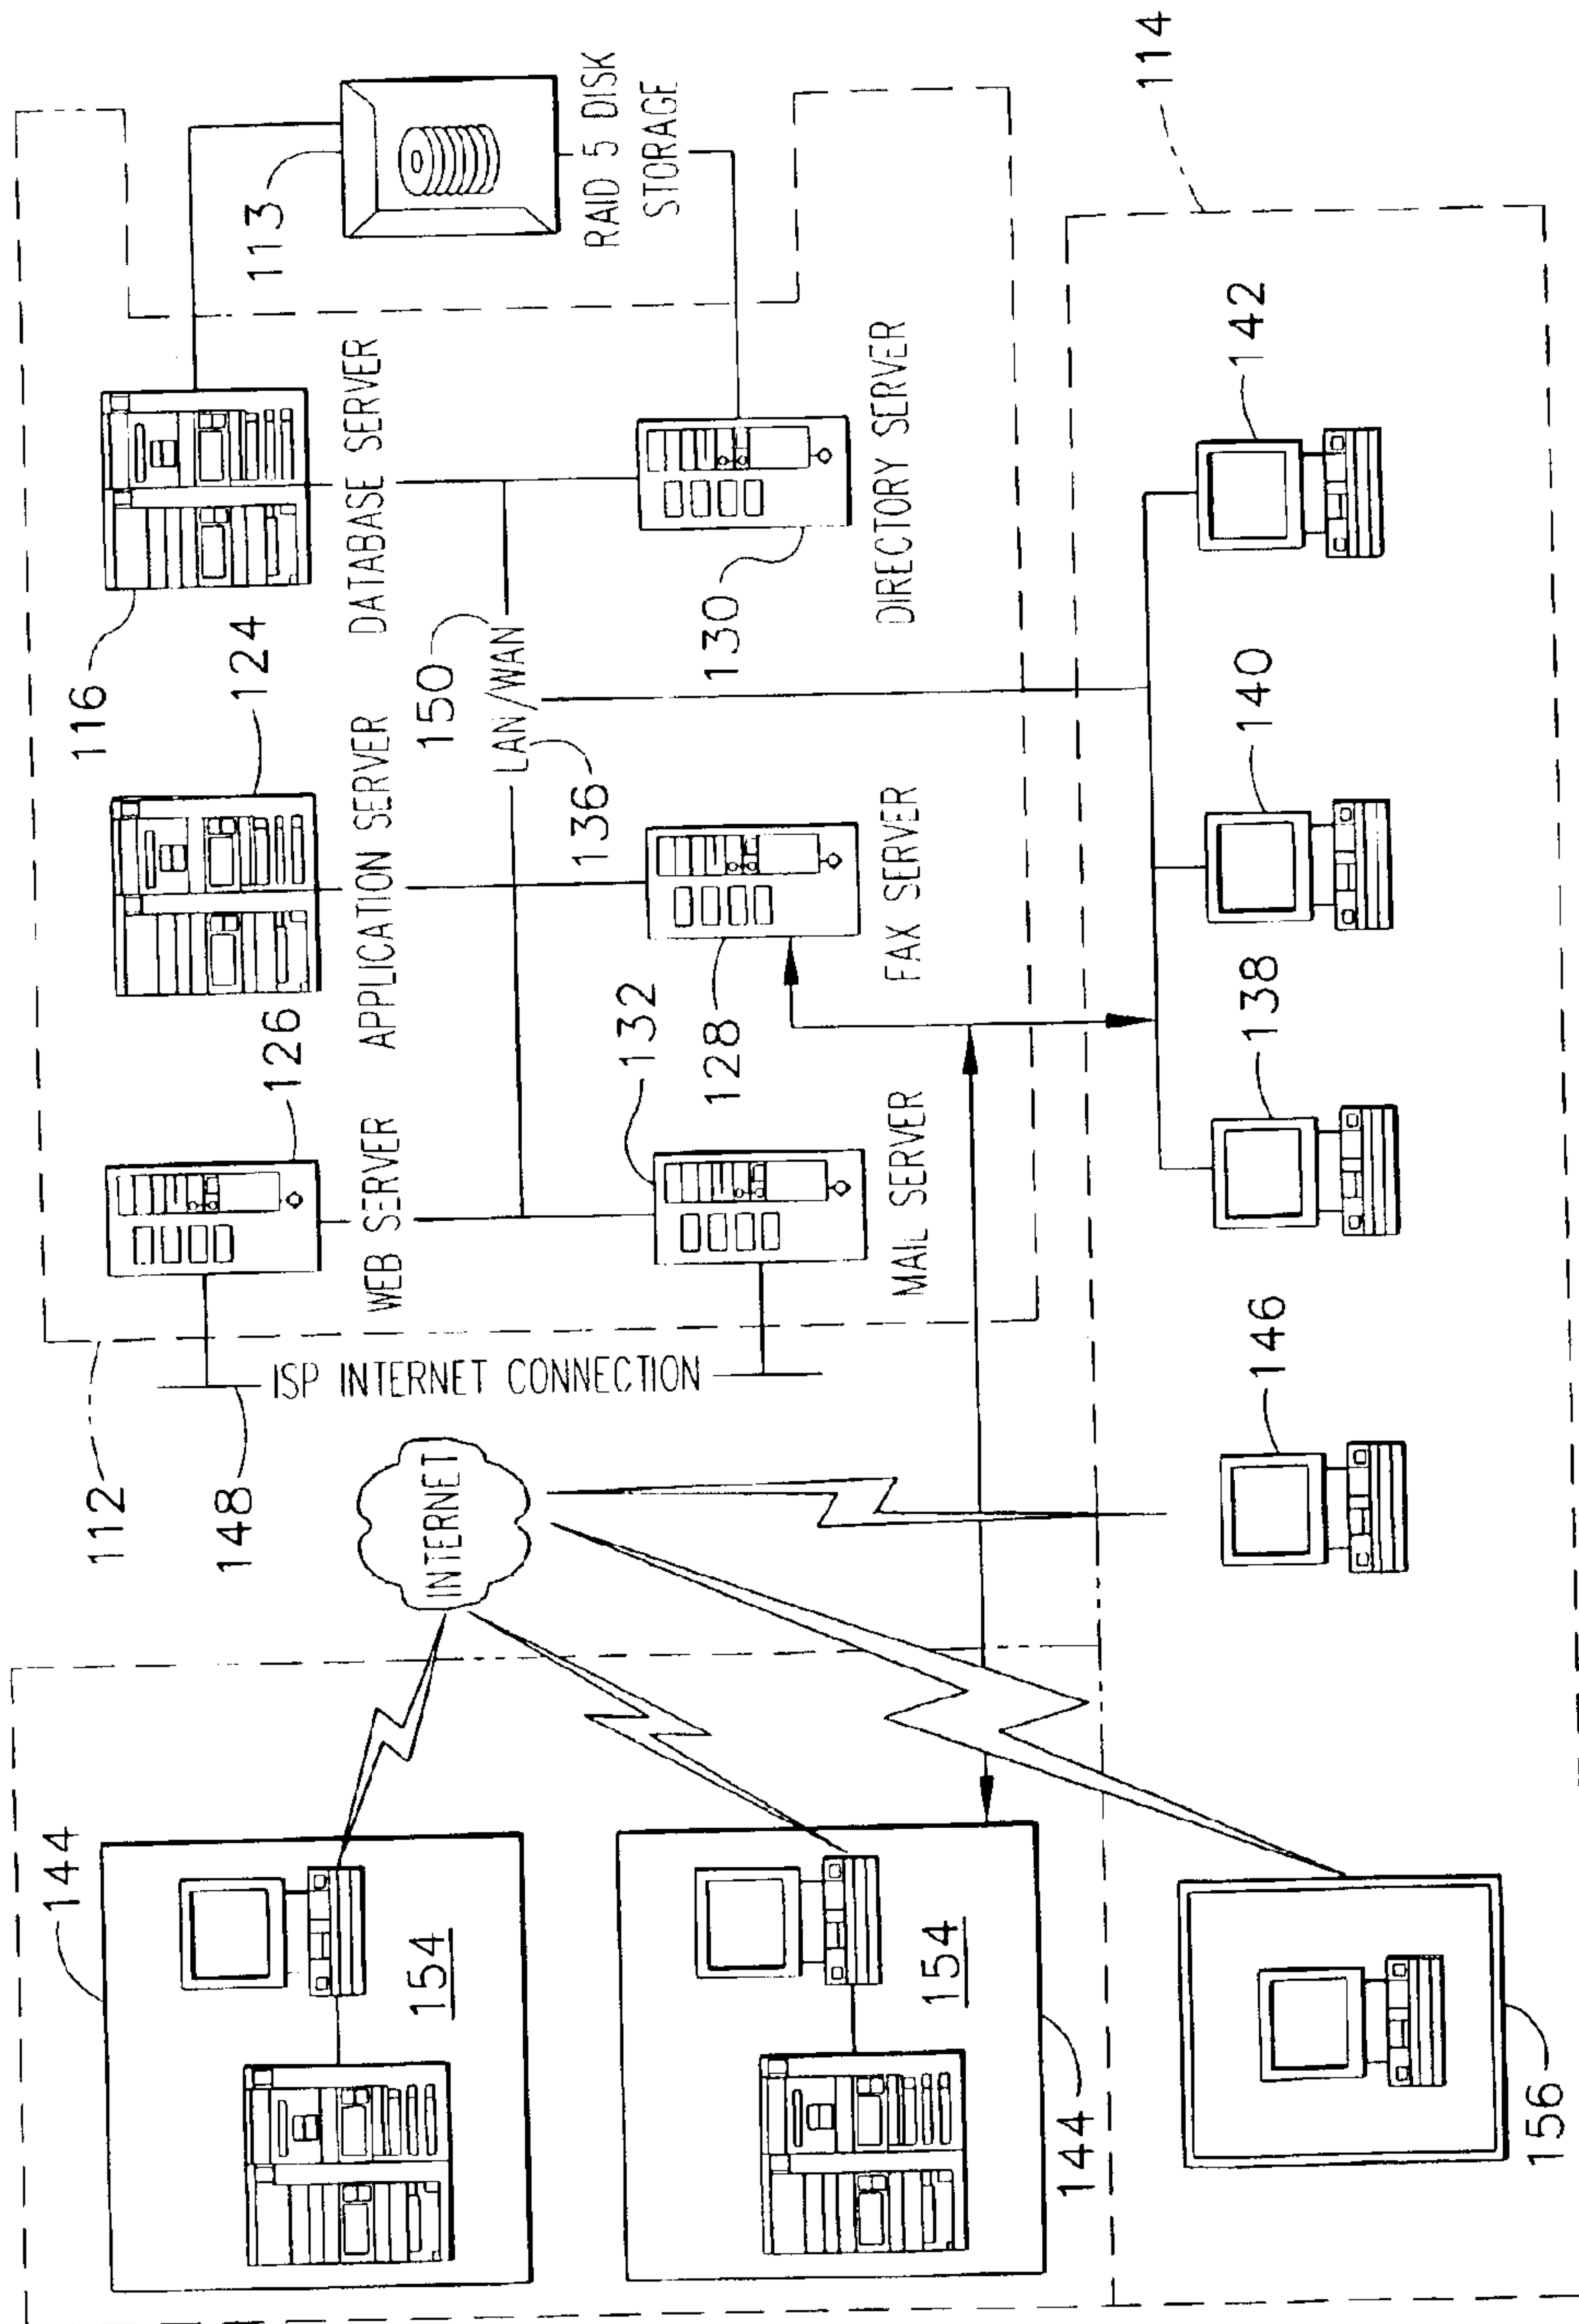 144
154
154
144
156
INTERNET
112
148
ISP INTERNET CONNECTION
126
WEB SERVER
132
MAIL SERVER
124
APPLICATION SERVER
128
FAX SERVER
116
DATABASE SERVER
150
LAN/WAN
136
130
DIRECTORY SERVER
113
RAID 5 DISK
STORAGE
146
138
140
142
114